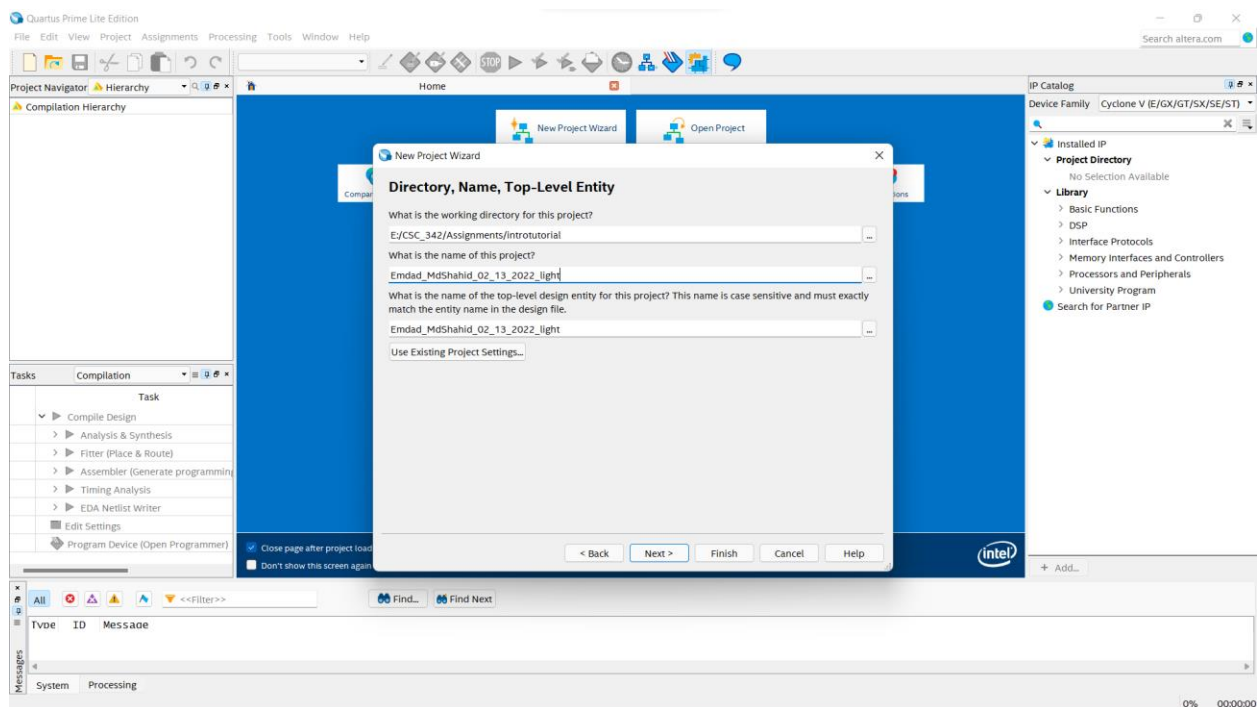 Quartus Prime Lite Edition
File Edit View Project Assignments Processing Tools Window Help
Search altera.com
STOP
Project Navigator Hierarchy
Home
IP Catalog
Compilation Hierarchy
Device Family Cyclone V (E/GX/GT/SX/SE/ST)
New Project Wizard
Open Project
Installed IP
Project Directory
No Selection Available
Library
Basic Functions
DSP
Interface Protocols
Memory Interfaces and Controllers
Processors and Peripherals
University Program
Search for Partner IP
+ Add...
Compar
ions
New Project Wizard
Directory, Name, Top-Level Entity
What is the working directory for this project?
E:/CSC_342/Assignments/introtutorial
...
What is the name of this project?
Emdad_MdShahid_02_13_2022_light
...
What is the name of the top-level design entity for this project? This name is case sensitive and must exactly
match the entity name in the design file.
Emdad_MdShahid_02_13_2022_light
...
Use Existing Project Settings...
< Back Next > Finish Cancel Help
Tasks Compilation
Task
Compile Design
Analysis & Synthesis
Fitter (Place & Route)
Assembler (Generate programming
Timing Analysis
EDA Netlist Writer
Edit Settings
Program Device (Open Programmer)
Close page after project load
Don't show this screen again
intel
All <<Filter>> Find... Find Next
Type ID Message
Messages
System Processing
0% 00:00:00